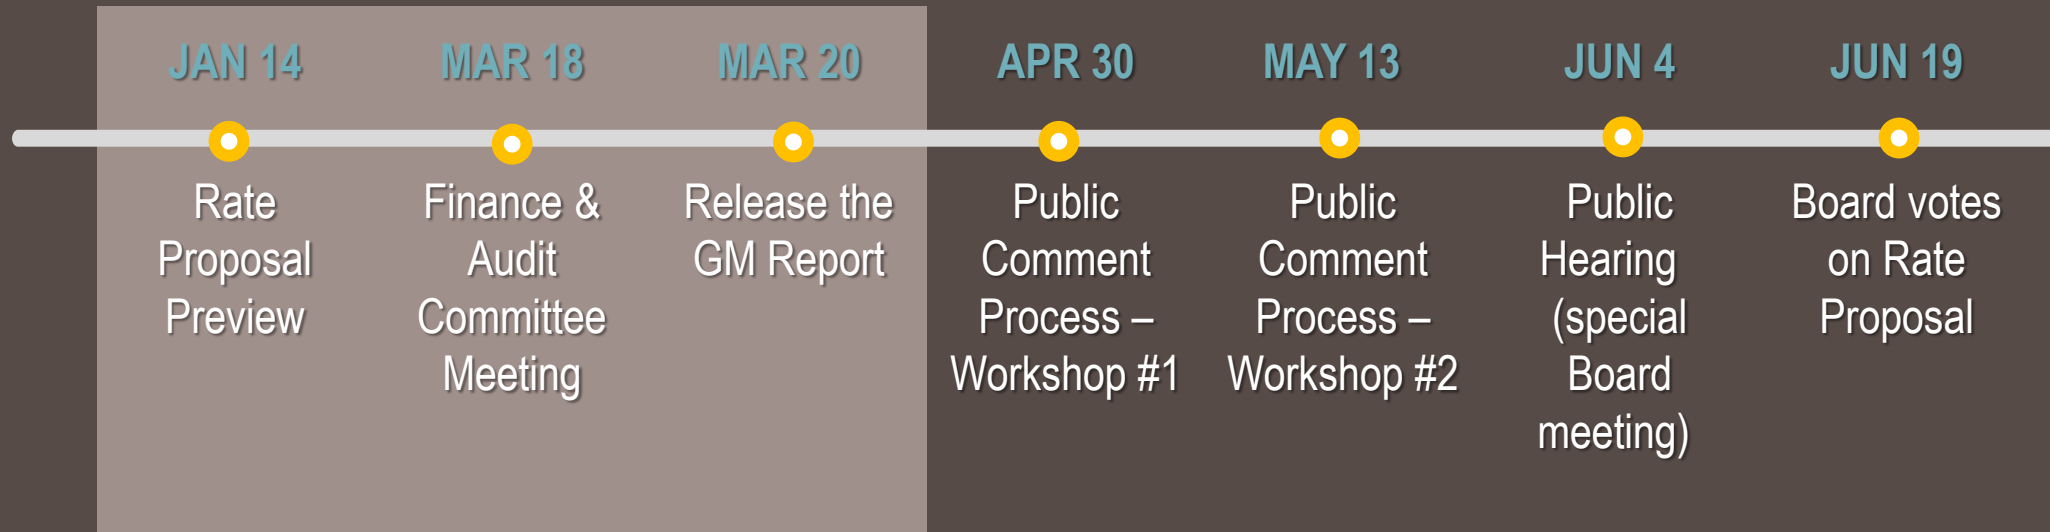 JAN 14
Rate
Proposal
Preview
MAR 18
Finance &
Audit
Committee
Meeting
MAR 20
Release the
GM Report
APR 30
Public
Comment
Process –
Workshop #1
MAY 13
Public
Comment
Process –
Workshop #2
JUN 4
Public
Hearing
(special
Board
meeting)
JUN 19
Board votes
on Rate
Proposal